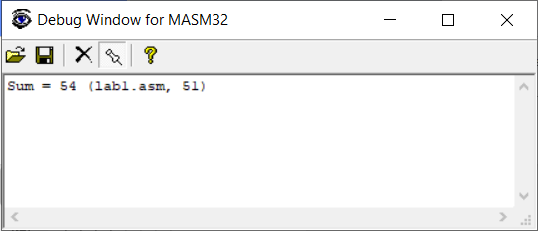 Debug Window for MASM32
Sum = 54 (lab1.asm, 51)